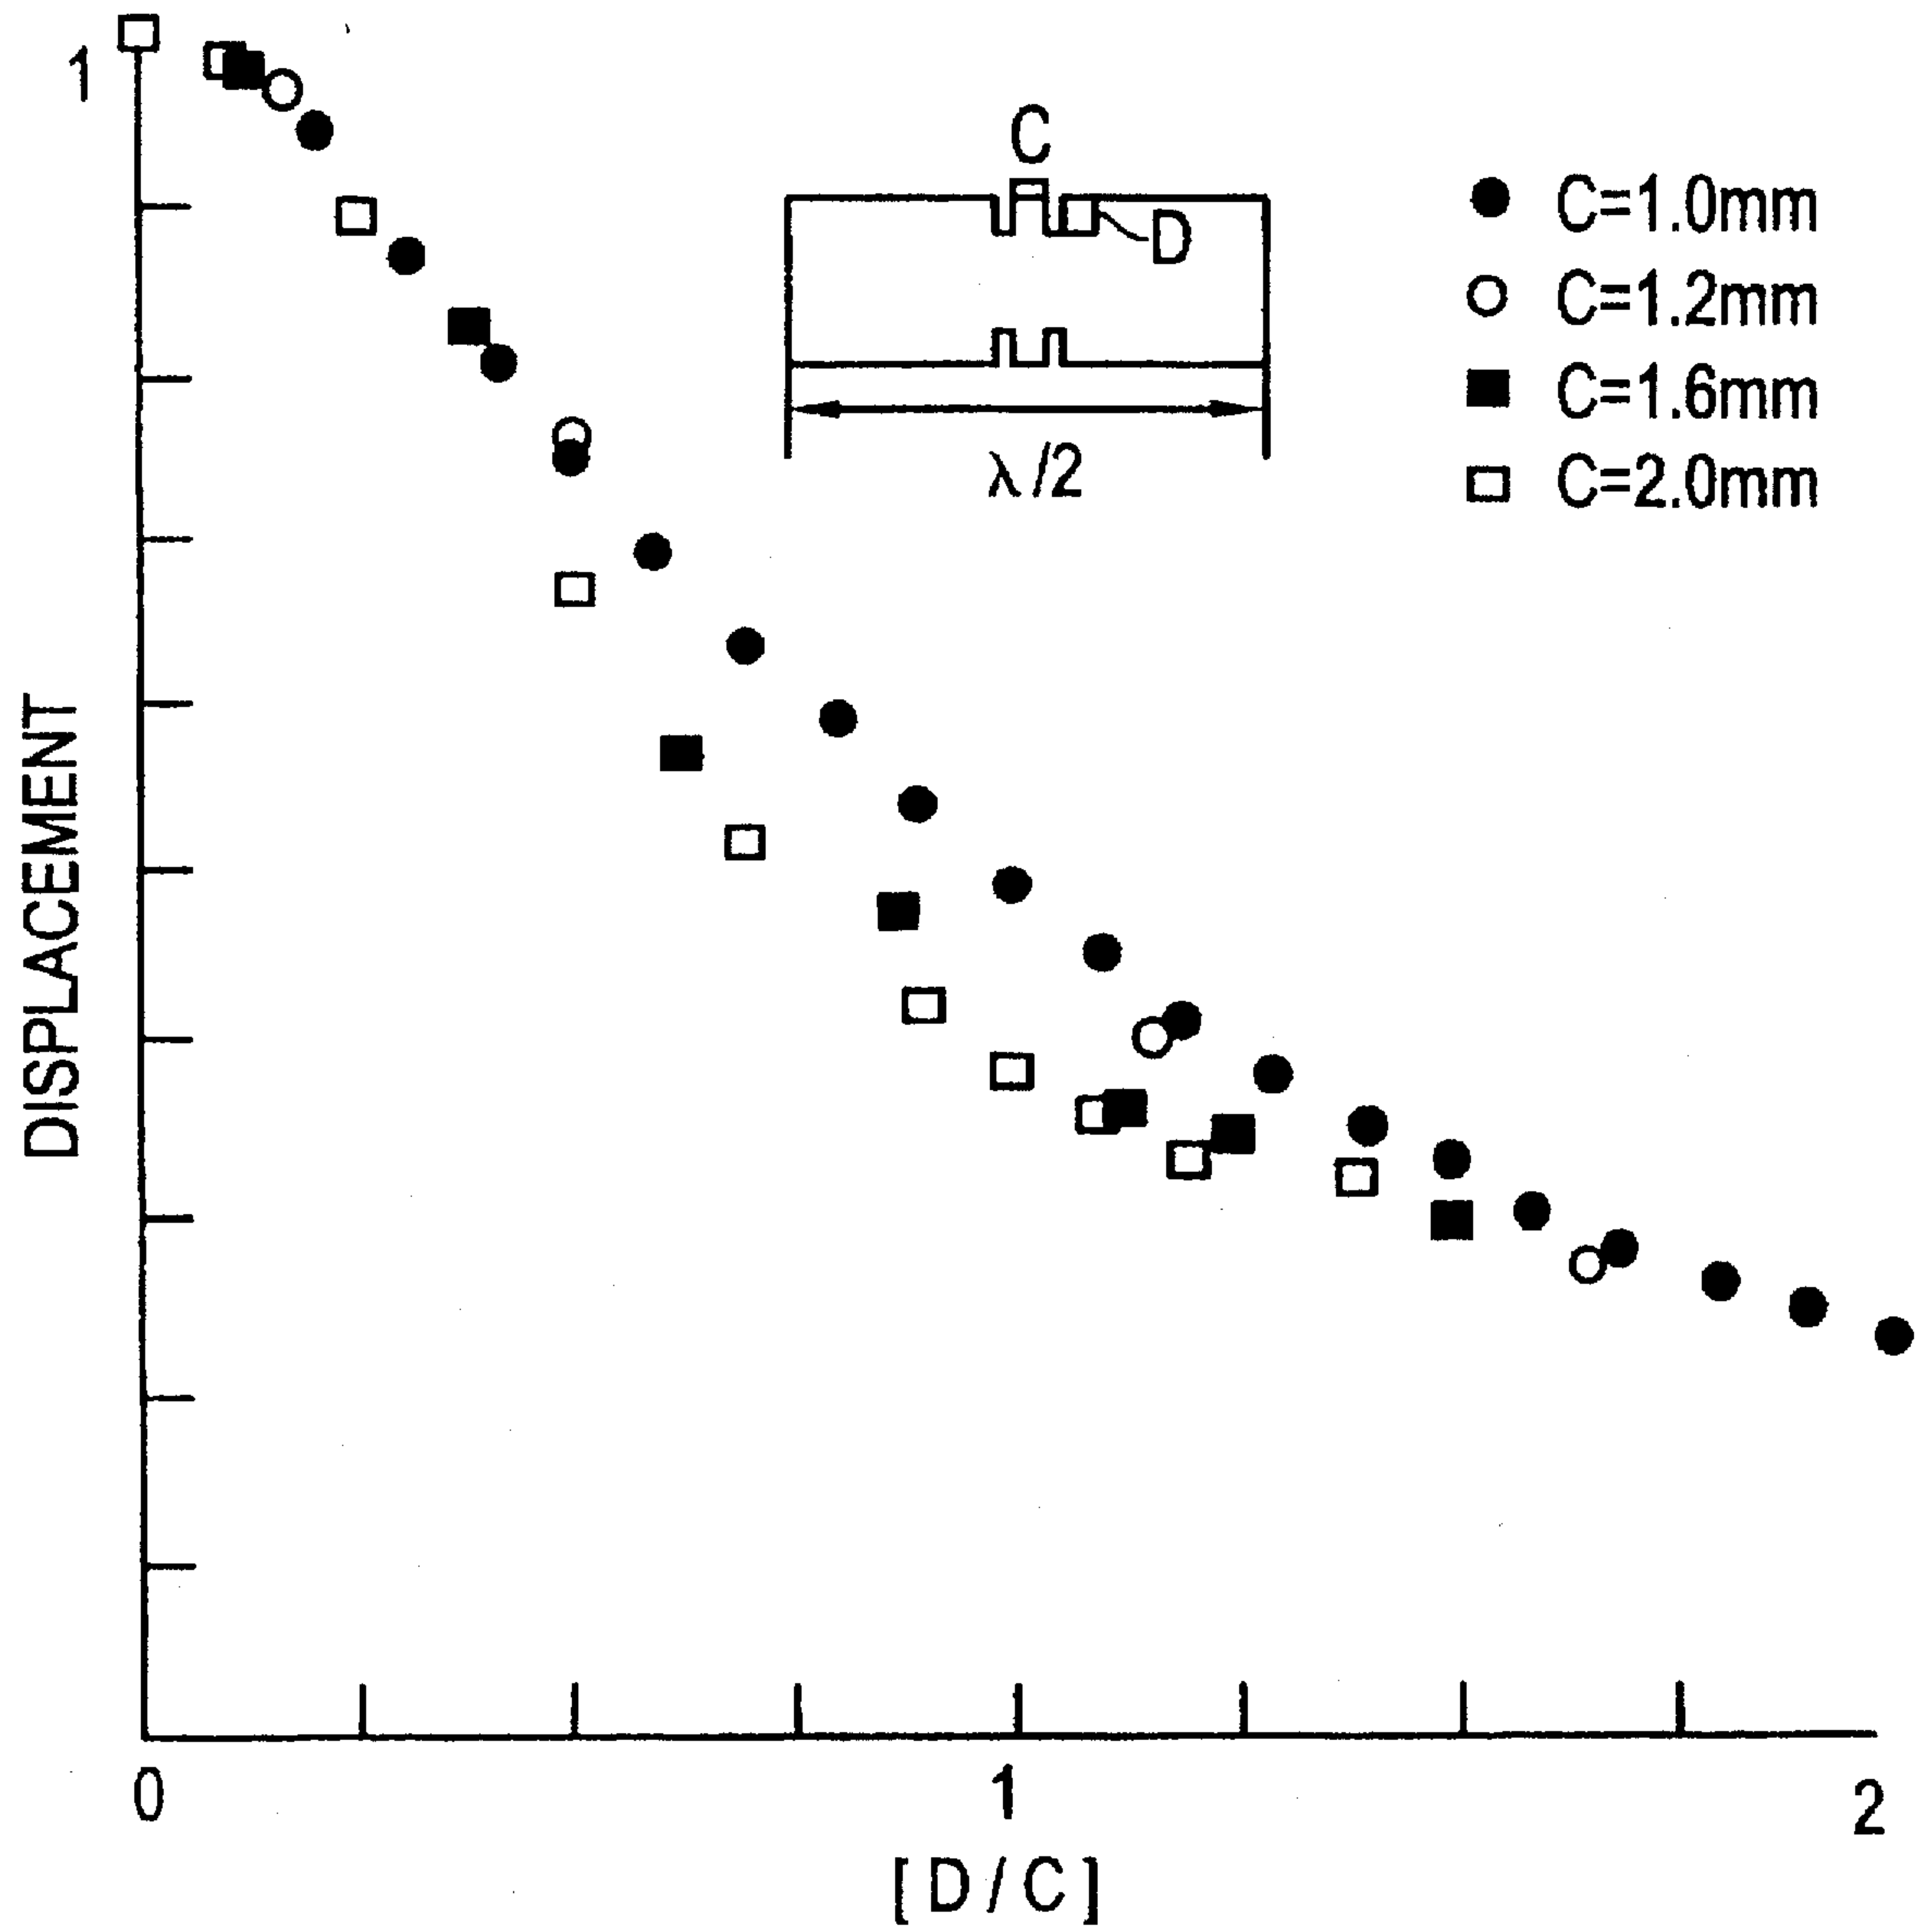 1
C
D
λ/2
C=1.0mm
C=1.2mm
C=1.6mm
C=2.0mm
DISPLACEMENT
0
1
2
[D/C]